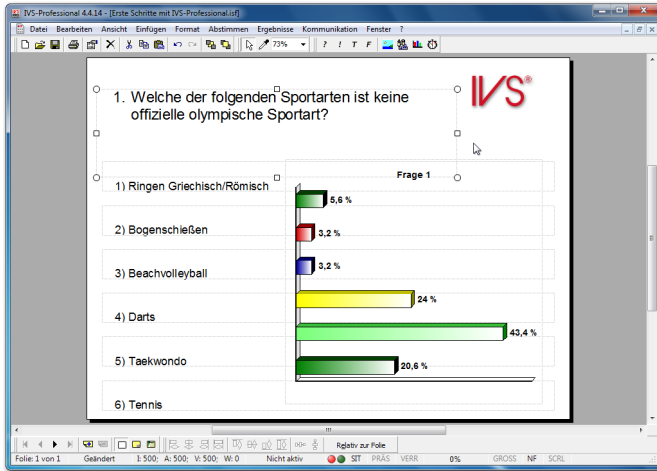 IVS-Professional 4.4.14 - [Erste Schritte mit IVS-Professional.isf]
Datei Bearbeiten Ansicht Einfügen Format Abstimmen Ergebnisse Kommunikation Fenster ?
73% ? ! T F
1. Welche der folgenden Sportarten ist keine
offizielle olympische Sportart?
IVS®
Frage 1
1) Ringen Griechisch/Römisch
5,6 %
2) Bogenschießen
3,2 %
3) Beachvolleyball
3,2 %
4) Darts
24 %
43,4 %
5) Taekwondo
20,6 %
6) Tennis
Relativ zur Folie
Folie: 1 von 1 Geändert I: 500; A: 500; V: 500; W: 0 Nicht aktiv SIT PRÄS VERR 0% GROSS NF SCRL